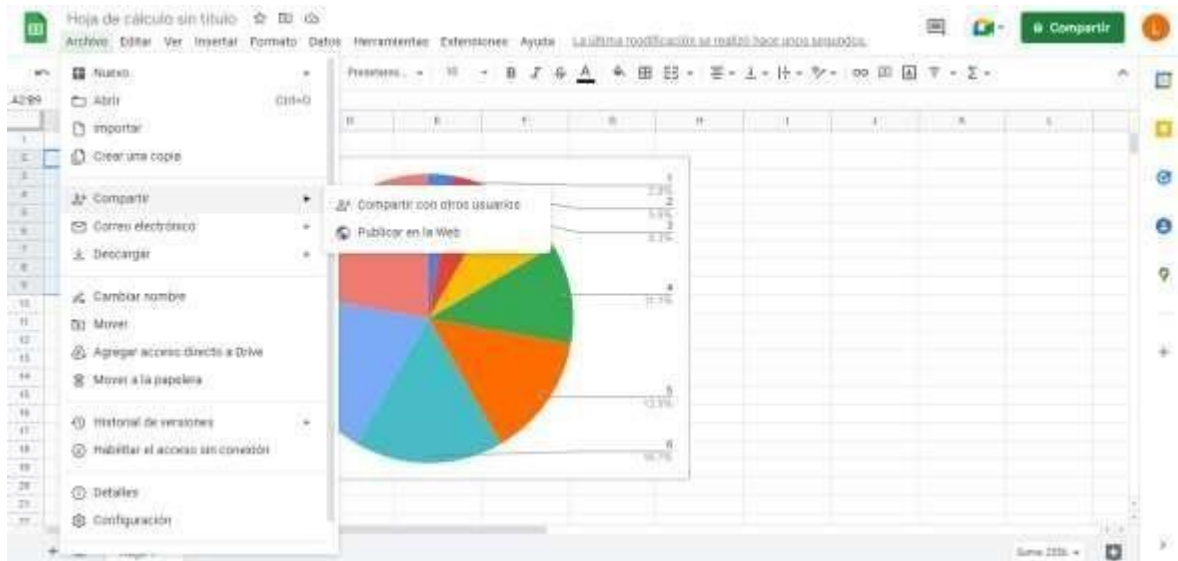 Hoja de cálculo sin título
Archivo Editar Ver Insertar Formato Datos Herramientas Extensiones Ayuda La última modificación se realizó hace unos segundos.
Compartir
L
Nuevo
Abrir Ctrl+O
Importar
Crear una copia
Compartir
Correo electrónico
Descargar
Cambiar nombre
Mover
Agregar acceso directo a Drive
Mover a la papelera
Historial de versiones
Habilitar el acceso sin conexión
Detalles
Configuración
Compartir con otros usuarios
Publicar en la Web
A2:B9
10
B I A
1
2
3
4
5
6